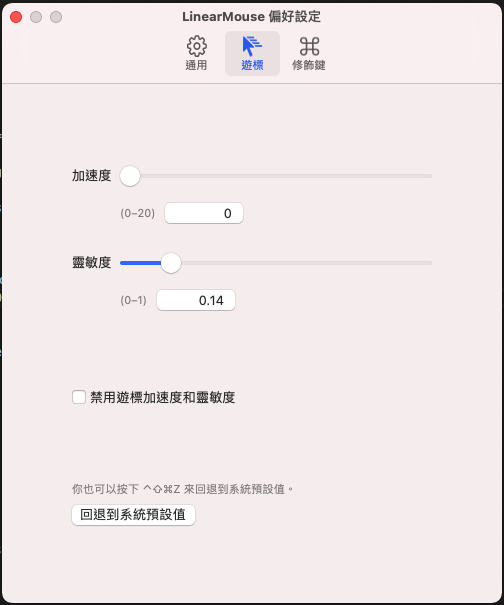 LinearMouse 偏好設定
通用
遊標
修飾鍵
加速度
(0–20) 0
靈敏度
(0–1) 0.14
禁用遊標加速度和靈敏度
你也可以按下 ⌃⇧⌘Z 來回退到系統預設值。
回退到系統預設值